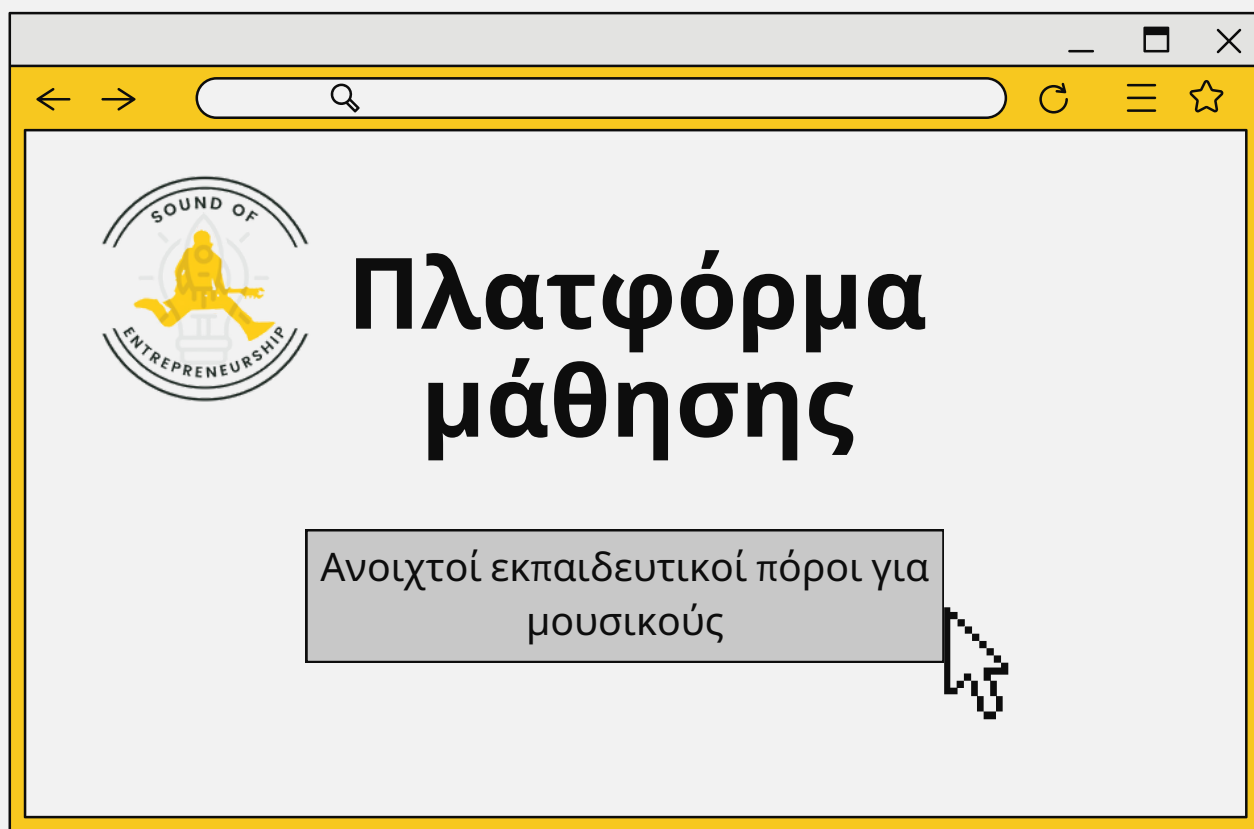 SOUND OF
ENTREPRENEURSHIP
Πλατφόρμα
μάθησης
Ανοιχτοί εκπαιδευτικοί πόροι για
μουσικούς